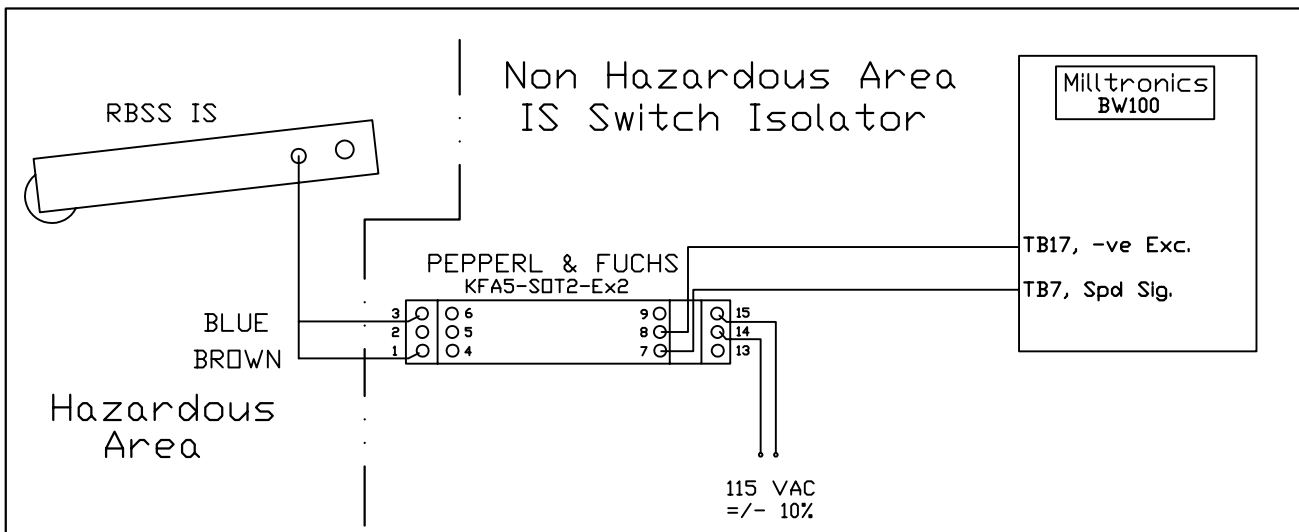 RBSS IS
Non Hazardous Area
IS Switch Isolator
Milltronics
BW100
TB17, -ve Exc.
TB7, Spd Sig.
PEPPERL & FUCHS
KFA5-SOT2-Ex2
BLUE
BROWN
3 6 9 15
2 5 8 14
1 4 7 13
Hazardous
Area
115 VAC
=/- 10%